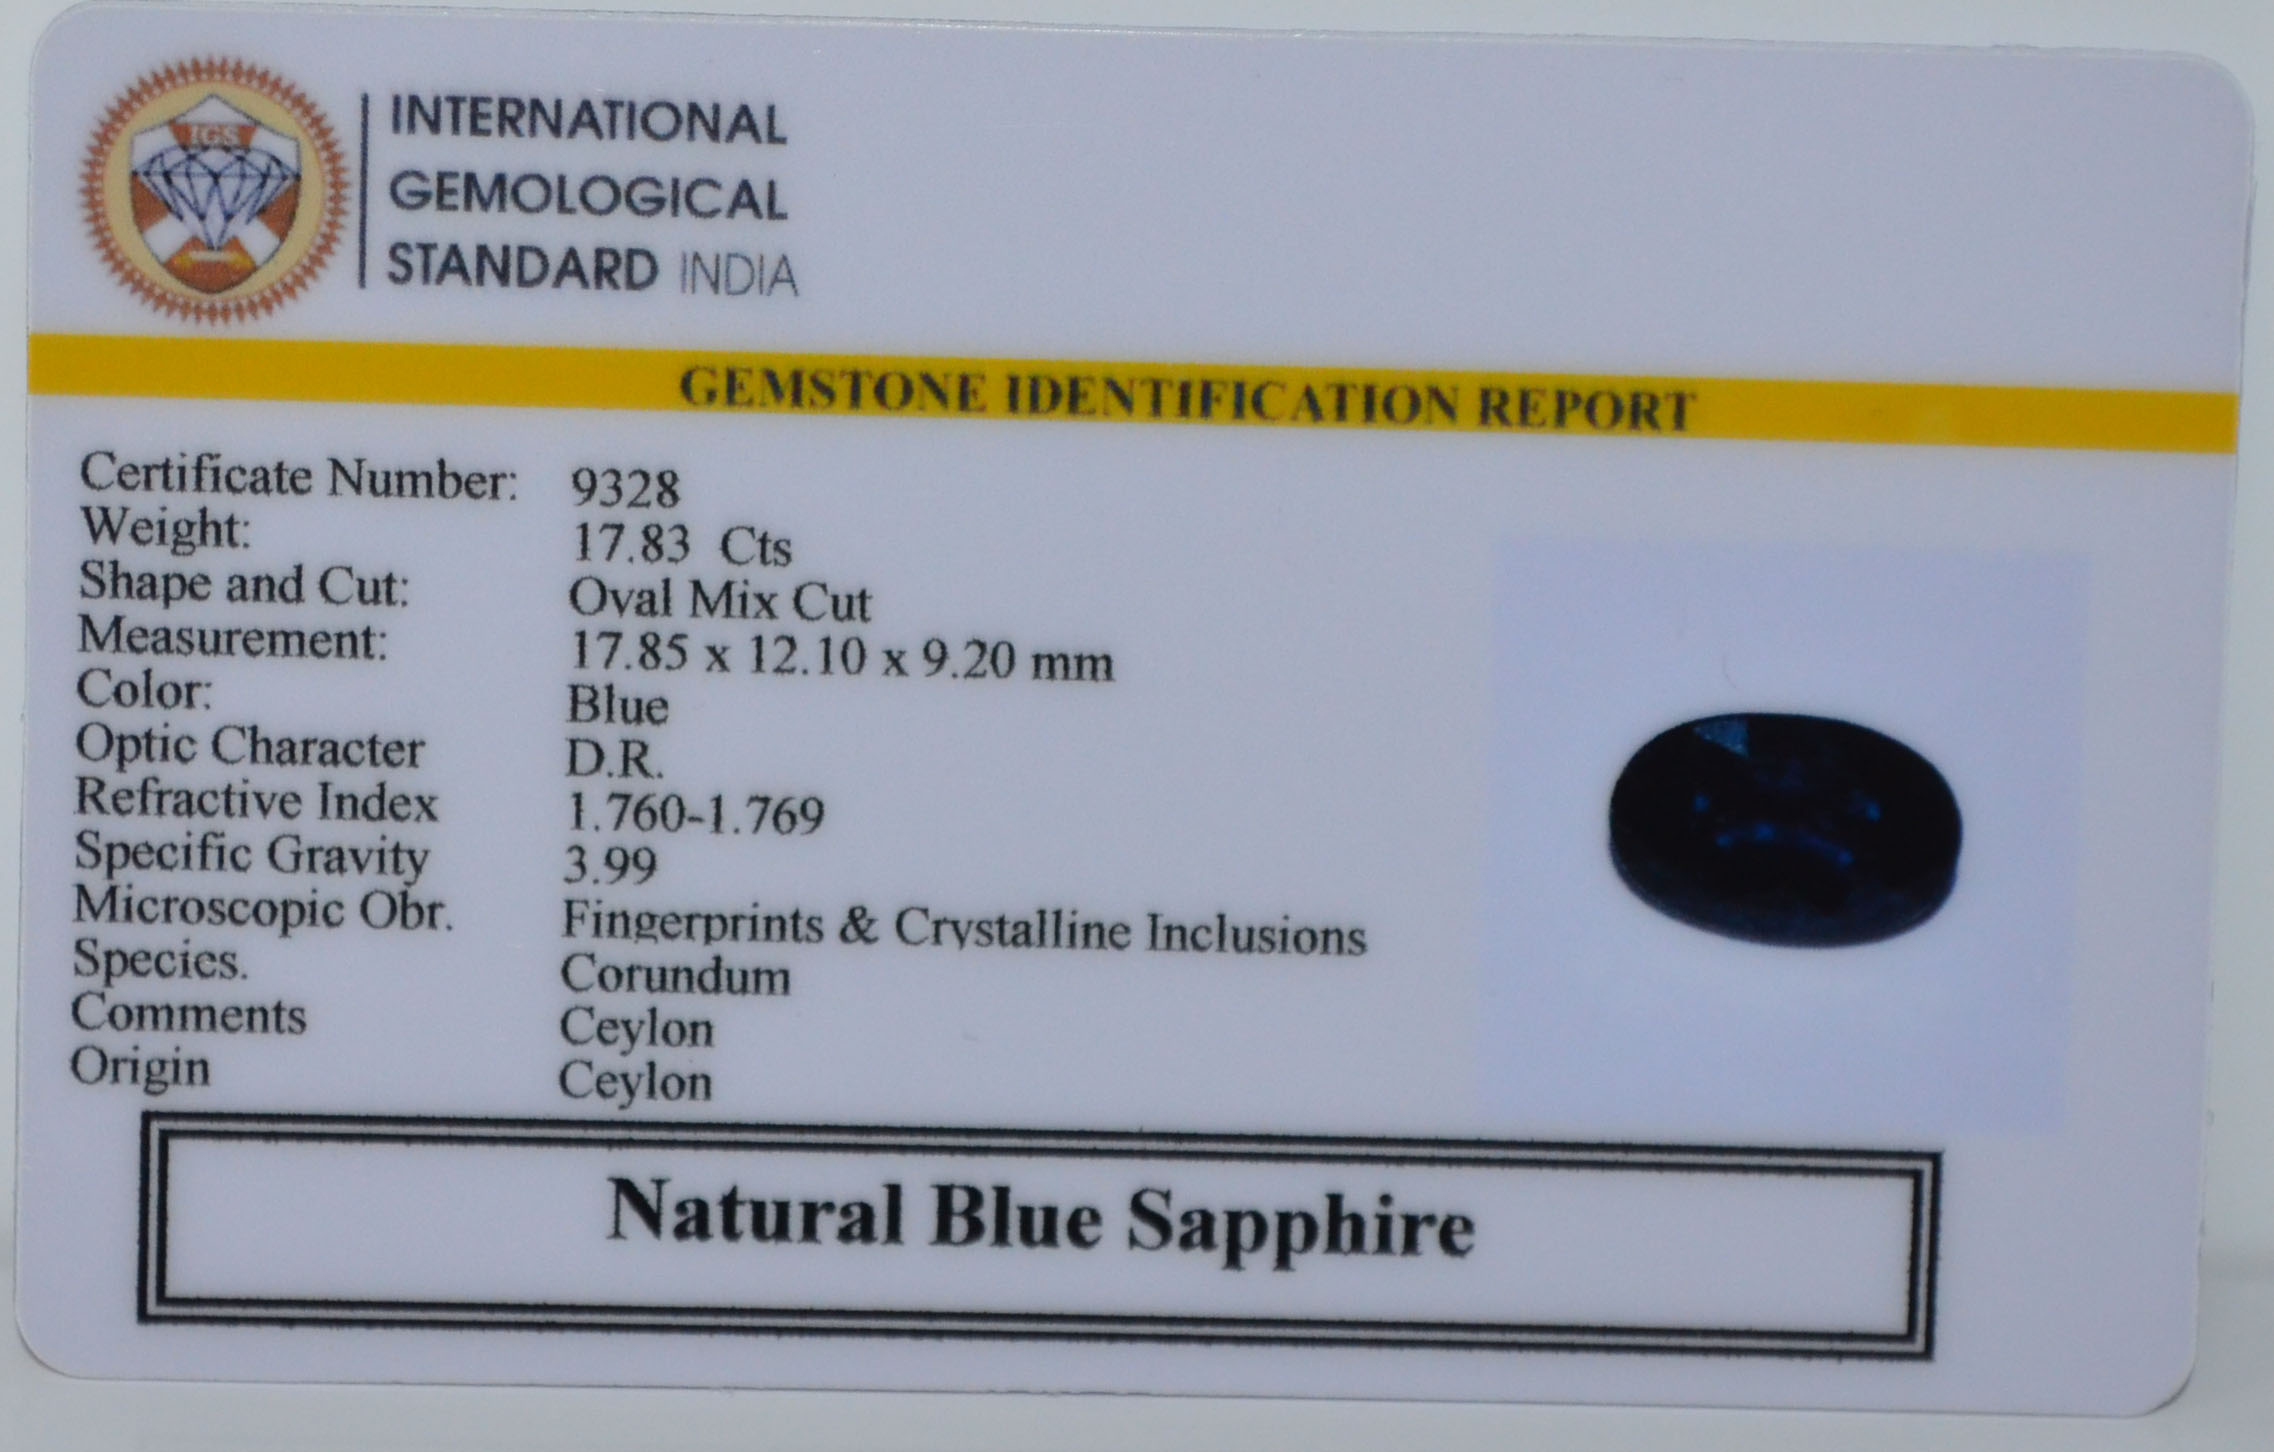 IGS
INTERNATIONAL
GEMOLOGICAL
STANDARD INDIA
GEMSTONE IDENTIFICATION REPORT
Certificate Number: 9328
Weight: 17.83 Cts
Shape and Cut: Oval Mix Cut
Measurement: 17.85 x 12.10 x 9.20 mm
Color: Blue
Optic Character D.R.
Refractive Index 1.760-1.769
Specific Gravity 3.99
Microscopic Obr. Fingerprints & Crystalline Inclusions
Species. Corundum
Comments Ceylon
Origin Ceylon
Natural Blue Sapphire